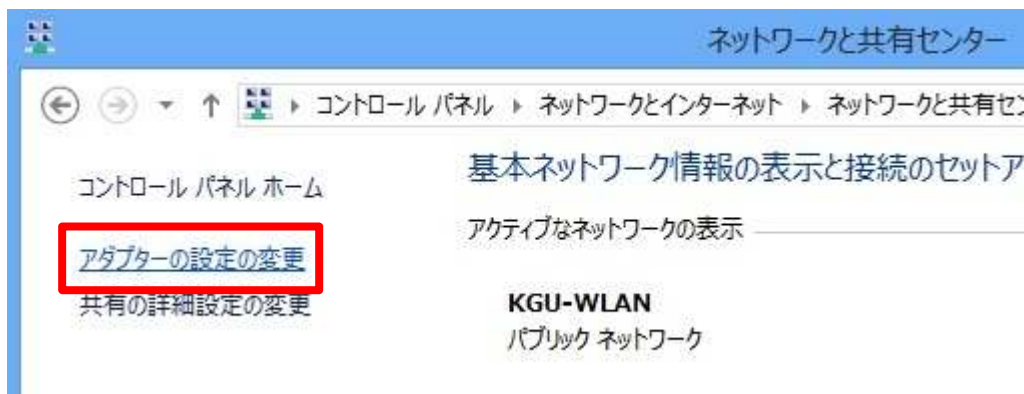 ネットワークと共有センター
コントロール パネル ▸ ネットワークとインターネット ▸ ネットワークと共有セン
基本ネットワーク情報の表示と接続のセットア
コントロール パネル ホーム
アクティブなネットワークの表示
アダプターの設定の変更
共有の詳細設定の変更
KGU-WLAN
パブリック ネットワーク